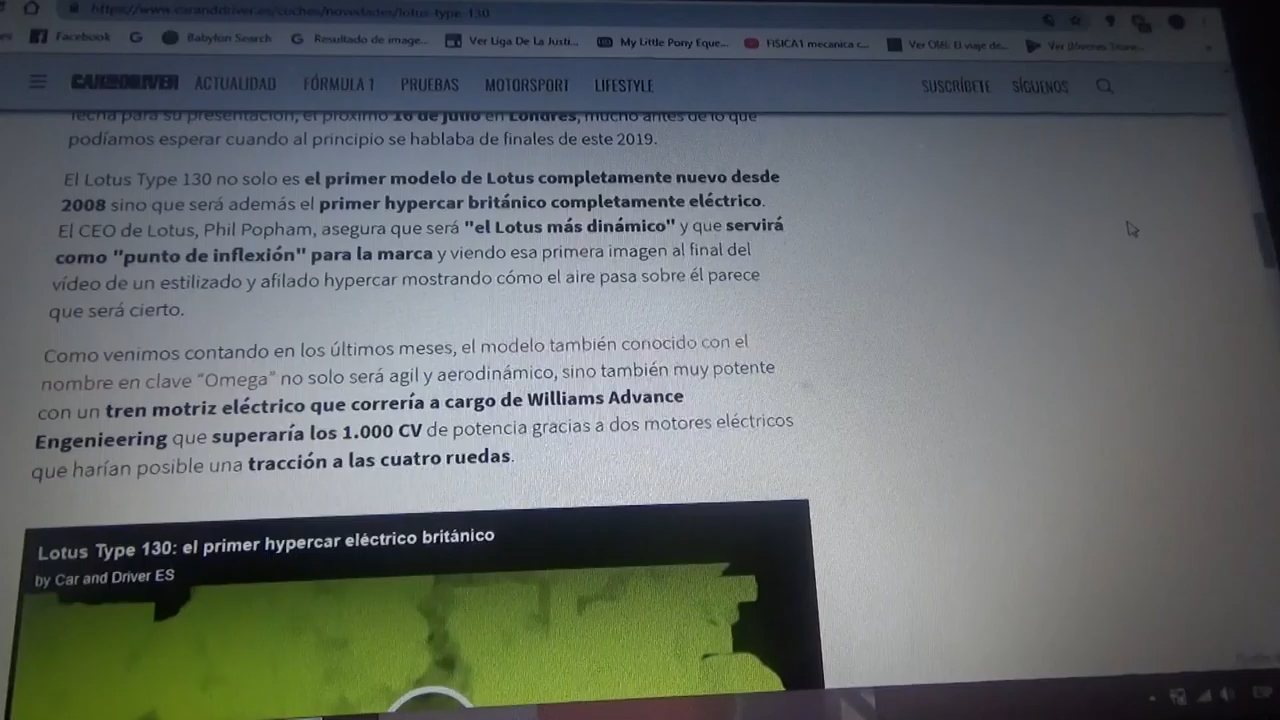 https://www.caranddriver.es/coches/novedades/lotus-type-130
Facebook G Babylon Search G Resultado de image... Ver Liga De La Justi... My Little Pony Eque... FISICA1 mecanica c... Ver Olé!: El viaje de... Ver Jóvenes Titane...
CAR AND DRIVER ACTUALIDAD FÓRMULA 1 PRUEBAS MOTORSPORT LIFESTYLE SUSCRÍBETE SÍGUENOS
fecha para su presentación, el próximo 16 de julio en Londres, mucho antes de lo que
podíamos esperar cuando al principio se hablaba de finales de este 2019.
El Lotus Type 130 no solo es el primer modelo de Lotus completamente nuevo desde
2008 sino que será además el primer hypercar británico completamente eléctrico.
El CEO de Lotus, Phil Popham, asegura que será "el Lotus más dinámico" y que servirá
como "punto de inflexión" para la marca y viendo esa primera imagen al final del
vídeo de un estilizado y afilado hypercar mostrando cómo el aire pasa sobre él parece
que será cierto.
Como venimos contando en los últimos meses, el modelo también conocido con el
nombre en clave “Omega” no solo será agil y aerodinámico, sino también muy potente
con un tren motriz eléctrico que correría a cargo de Williams Advance
Engenieering que superaría los 1.000 CV de potencia gracias a dos motores eléctricos
que harían posible una tracción a las cuatro ruedas.
Lotus Type 130: el primer hypercar eléctrico británico
by Car and Driver ES